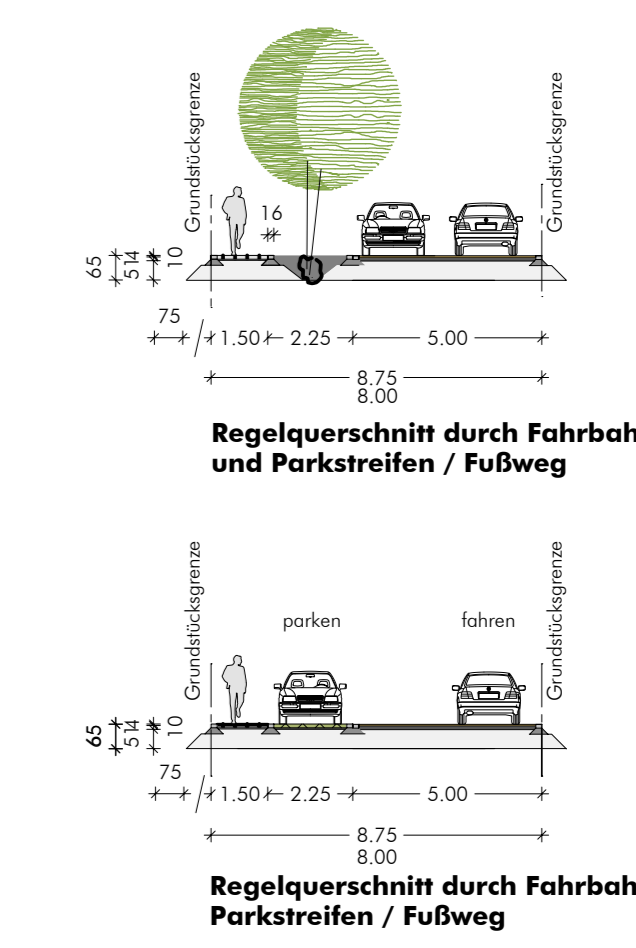 Grundstücksgrenze
Grundstücksgrenze
16
65
5 14
10
75
1.50 2.25 5.00
8.75
8.00
Regelquerschnitt durch Fahrbah
und Parkstreifen / Fußweg
Grundstücksgrenze
Grundstücksgrenze
parken fahren
65
5 14
10
75
1.50 2.25 5.00
8.75
8.00
Regelquerschnitt durch Fahrbah
Parkstreifen / Fußweg